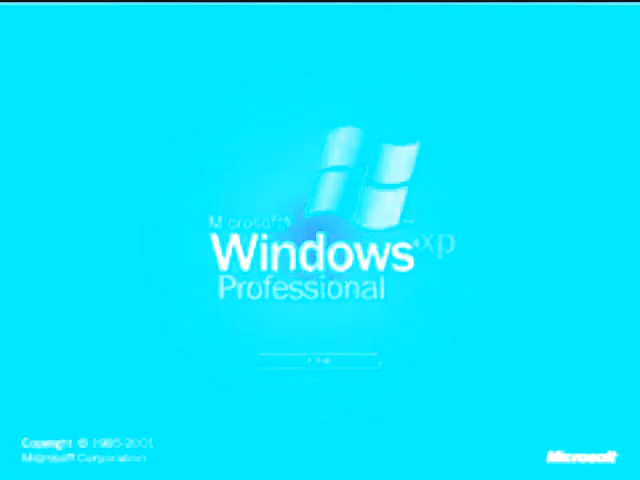 Microsoft®
Windows xp
Professional
Copyright © 1985-2001
Microsoft Corporation
Microsoft